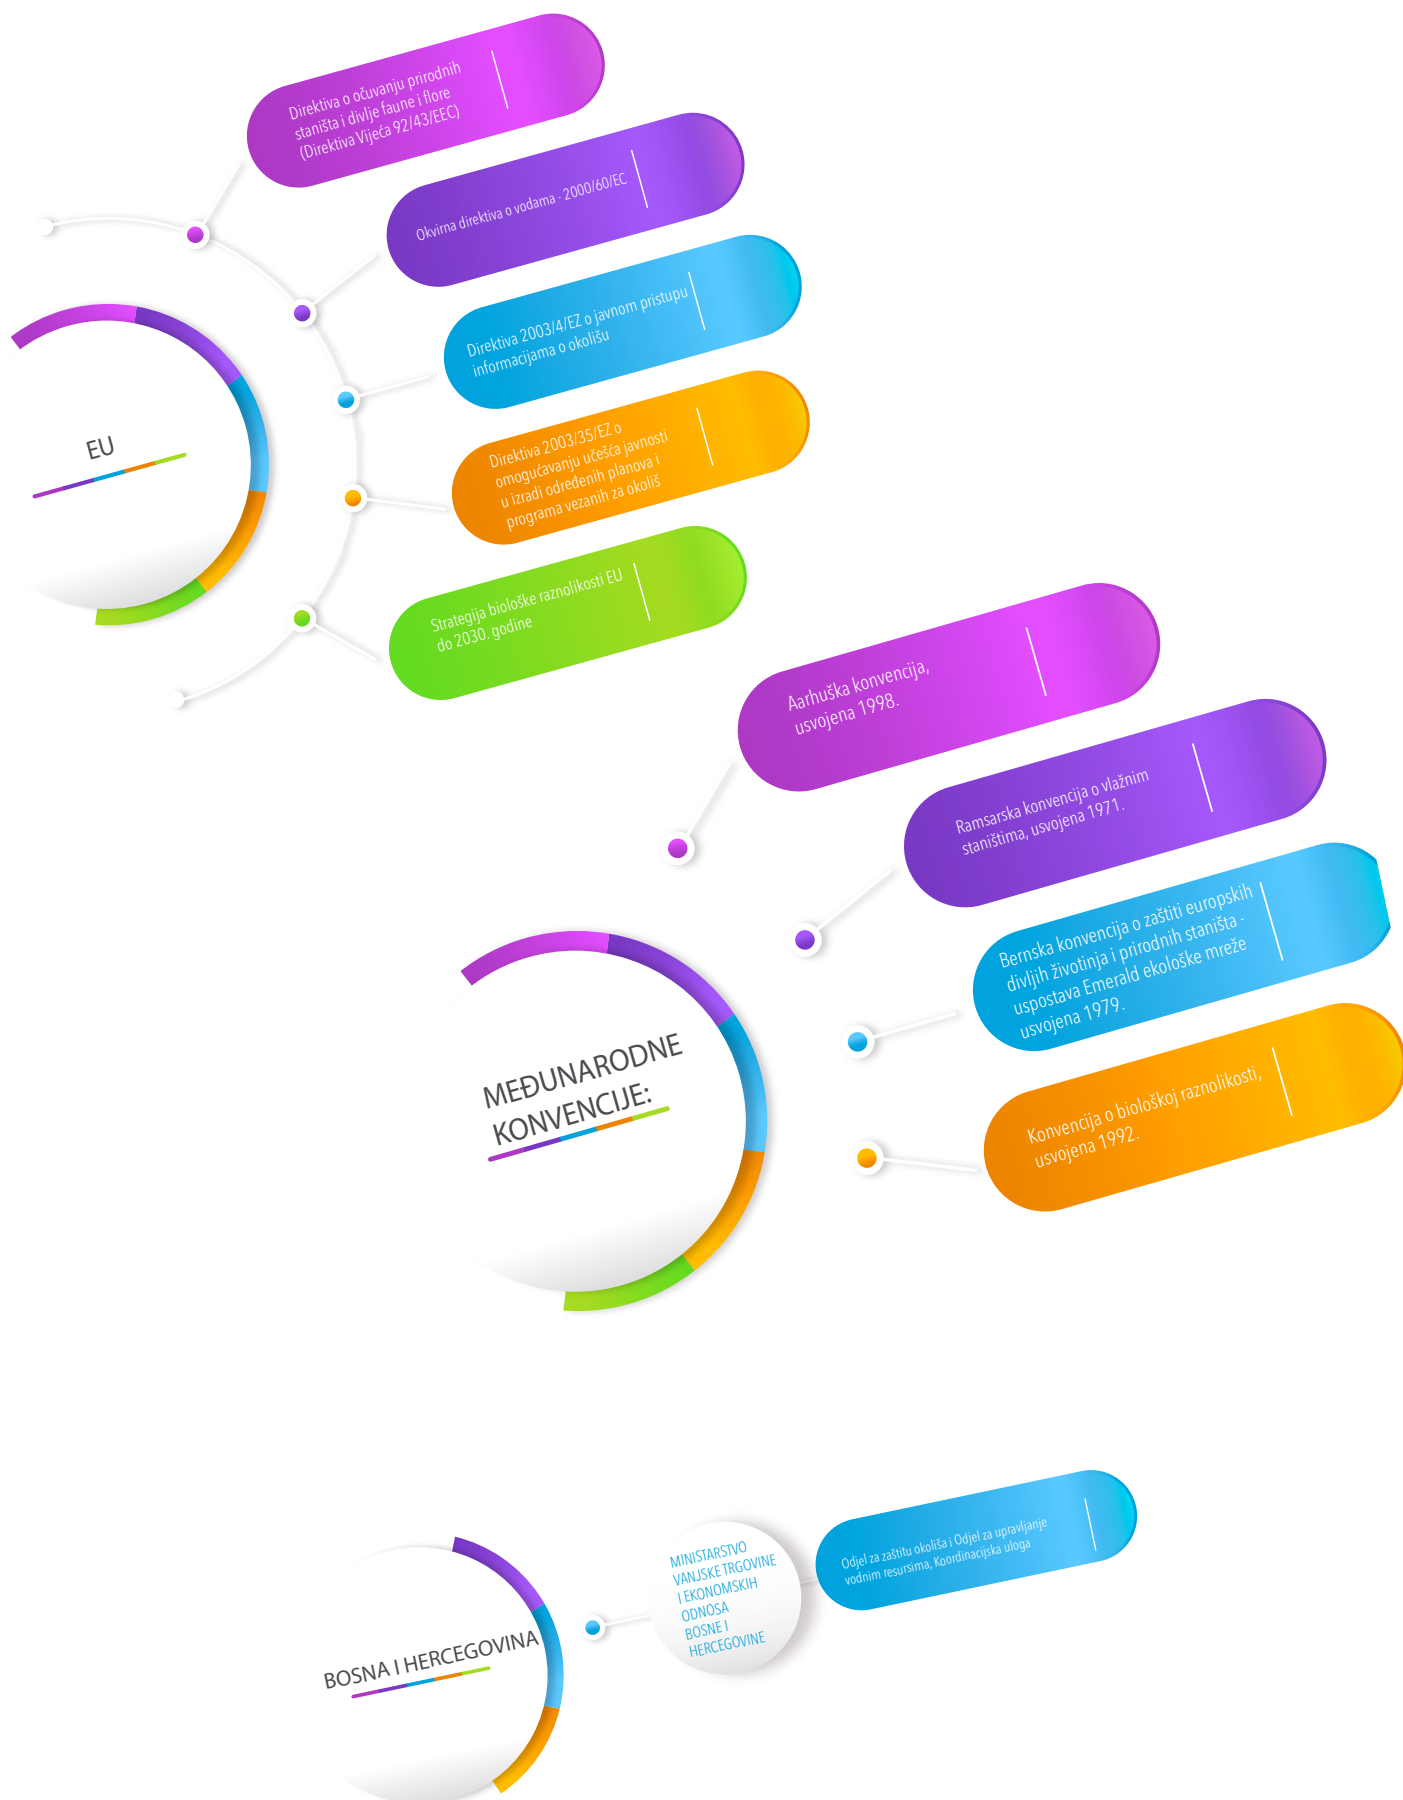 Direktiva o očuvanju prirodnih
staništa i divlje faune i flore
(Direktiva Vijeća 92/43/EEC)
Okvirna direktiva o vodama - 2000/60/EC
Direktiva 2003/4/EZ o javnom pristupu
informacijama o okolišu
EU
Direktiva 2003/35/EZ o
omogućavanju učešća javnosti
u izradi određenih planova i
programa vezanih za okoliš
Strategija biološke raznolikosti EU
do 2030. godine
Aarhuška konvencija,
usvojena 1998.
Ramsarska konvencija o vlažnim
staništima, usvojena 1971.
Bernska konvencija o zaštiti europskih
divljih životinja i prirodnih staništa -
uspostava Emerald ekološke mreže
usvojena 1979.
MEĐUNARODNE
KONVENCIJE:
Konvencija o biološkoj raznolikosti,
usvojena 1992.
BOSNA I HERCEGOVINA
MINISTARSTVO
VANJSKE TRGOVINE
I EKONOMSKIH
ODNOSA
BOSNE I
HERCEGOVINE
Odjel za zaštitu okoliša i Odjel za upravljanje
vodnim resursima, Koordinacijska uloga